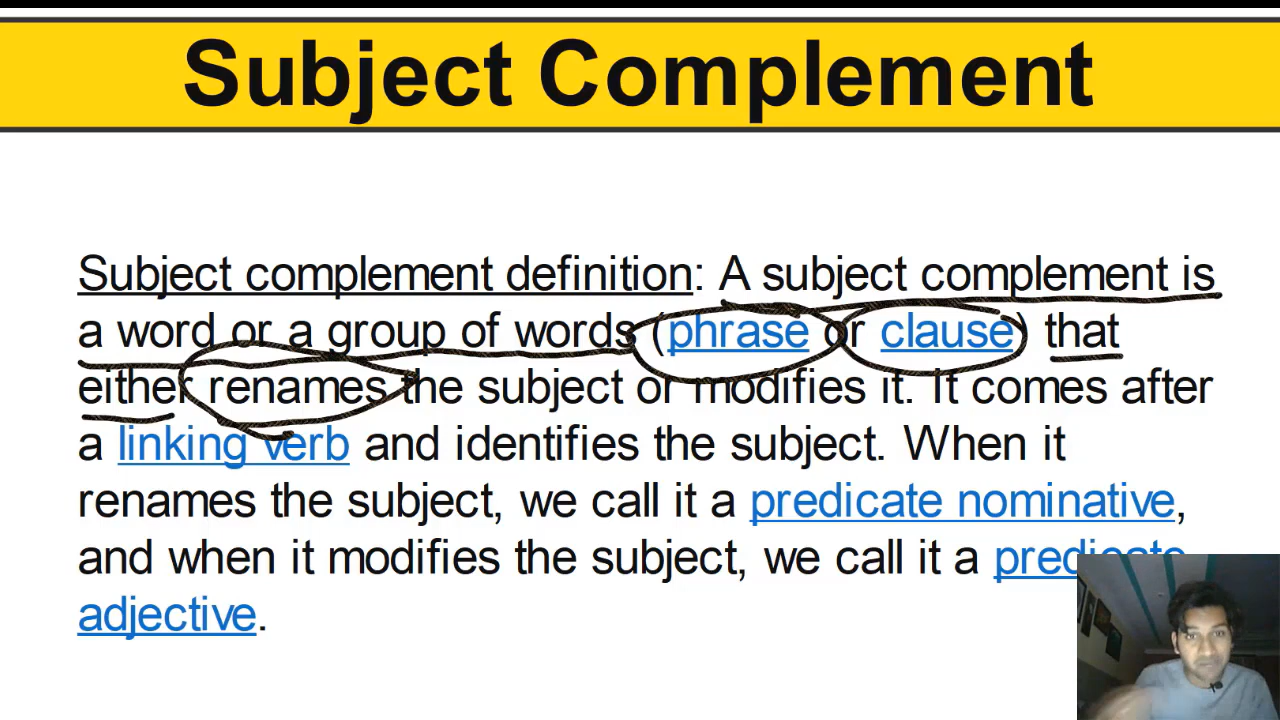 Subject Complement
Subject complement definition: A subject complement is
a word or a group of words (phrase or clause) that
either renames the subject or modifies it. It comes after
a linking verb and identifies the subject. When it
renames the subject, we call it a predicate nominative,
and when it modifies the subject, we call it a predicate
adjective.